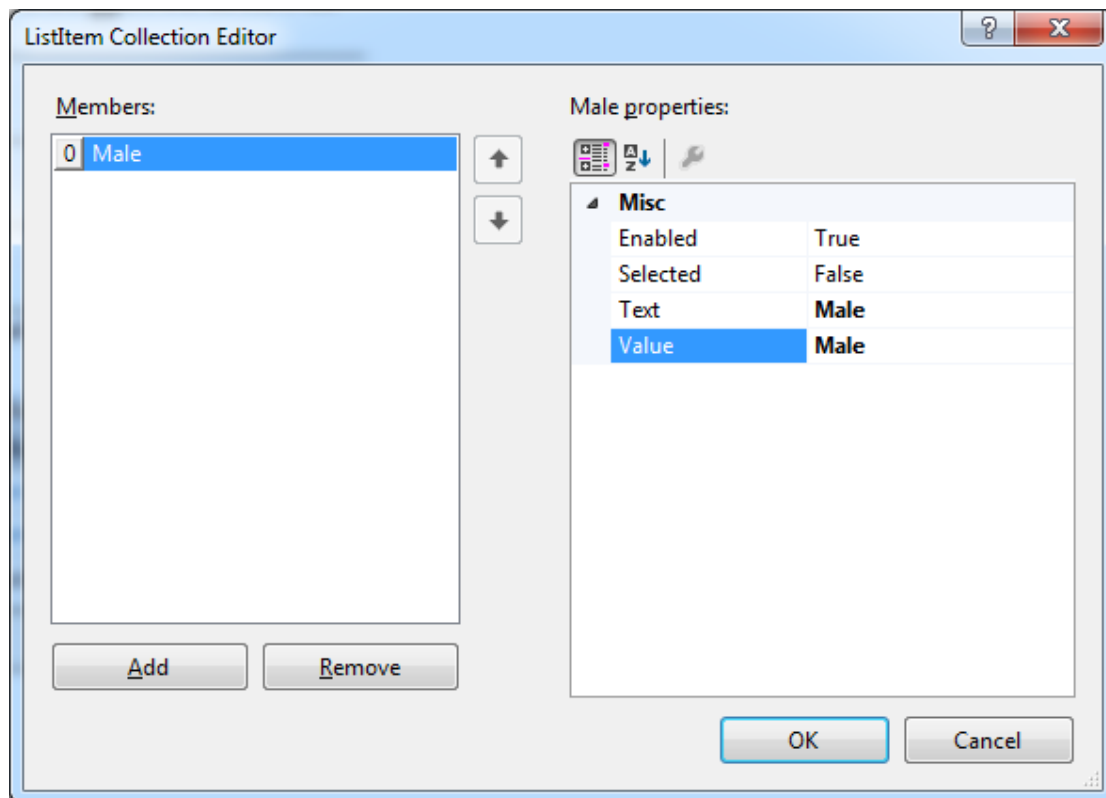 ListItem Collection Editor
Members:
0 Male
Add
Remove
Male properties:
Misc
Enabled True
Selected False
Text Male
Value Male
OK
Cancel